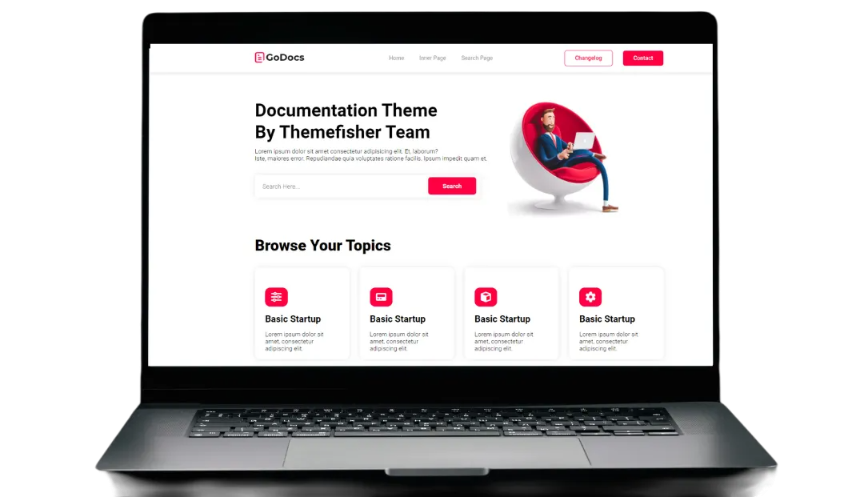 GoDocs
Home
Inner Page
Search Page
Changelog
Contact
Documentation Theme
By Themefisher Team
Lorem ipsum dolor sit amet consectetur adipisicing elit. Et, laborum?
Iste, maiores error. Repudiandae quia voluptates ratione facilis. Ipsum impedit quam et.
Search Here...
Search
Browse Your Topics
Basic Startup
Lorem ipsum dolor sit
amet, consectetur
adipiscing elit.
Basic Startup
Lorem ipsum dolor sit
amet, consectetur
adipiscing elit.
Basic Startup
Lorem ipsum dolor sit
amet, consectetur
adipiscing elit.
Basic Startup
Lorem ipsum dolor sit
amet, consectetur
adipiscing elit.